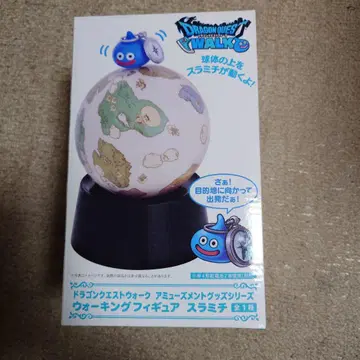 DRAGON QUEST
WALK
球体の上を
スラミチが動くよ!
さぁ!
目的地に向かって
出発だぁ!
ドラゴンクエストウォーク アミューズメントグッズシリーズ
ウォーキングフィギュア スラミチ 全1種